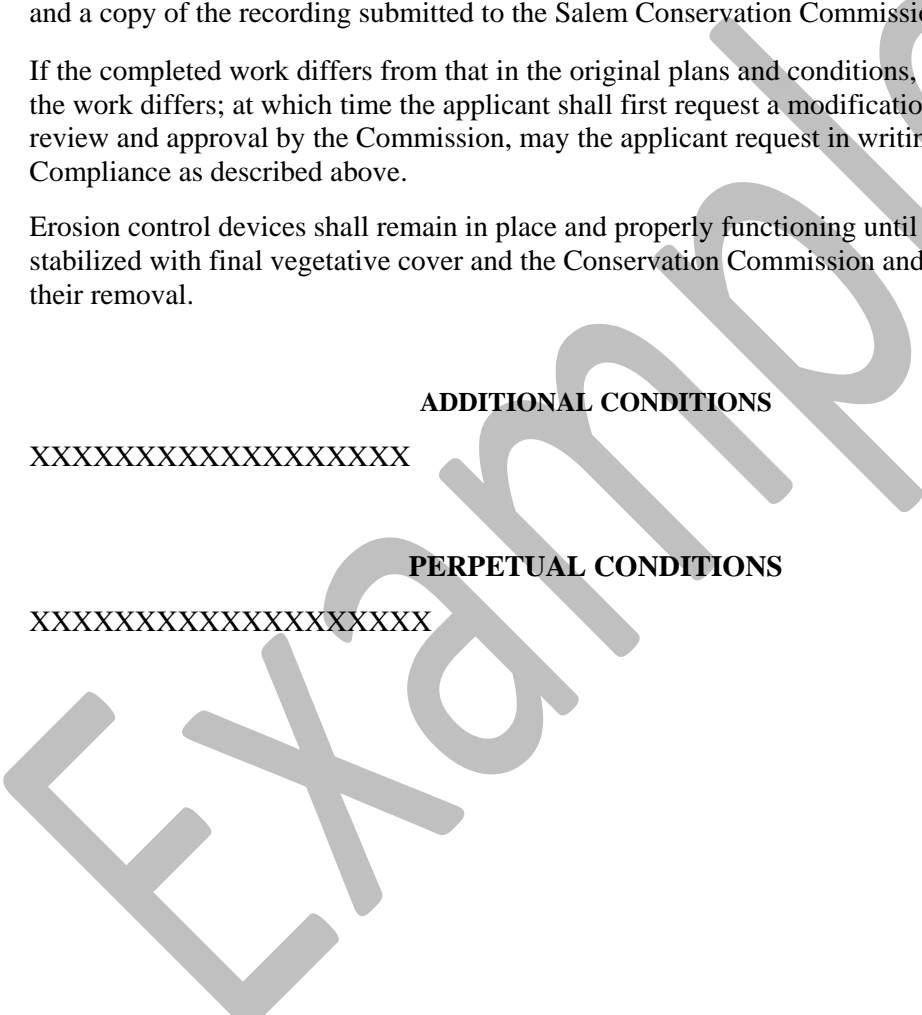 and a copy of the recording submitted to the Salem Conservation
If the completed work differs from that in the original plans and conditions,
the work differs; at which time the applicant shall first request a
review and approval by the Commission, may the applicant request in
Compliance as described above.
Erosion control devices shall remain in place and properly functioning until
stabilized with final vegetative cover and the Conservation Commission and
their removal.
ADDITIONAL CONDITIONS
XXXXXXXXXXXXXXXXXX
PERPETUAL CONDITIONS
XXXXXXXXXXXXXXXXXXX
Example